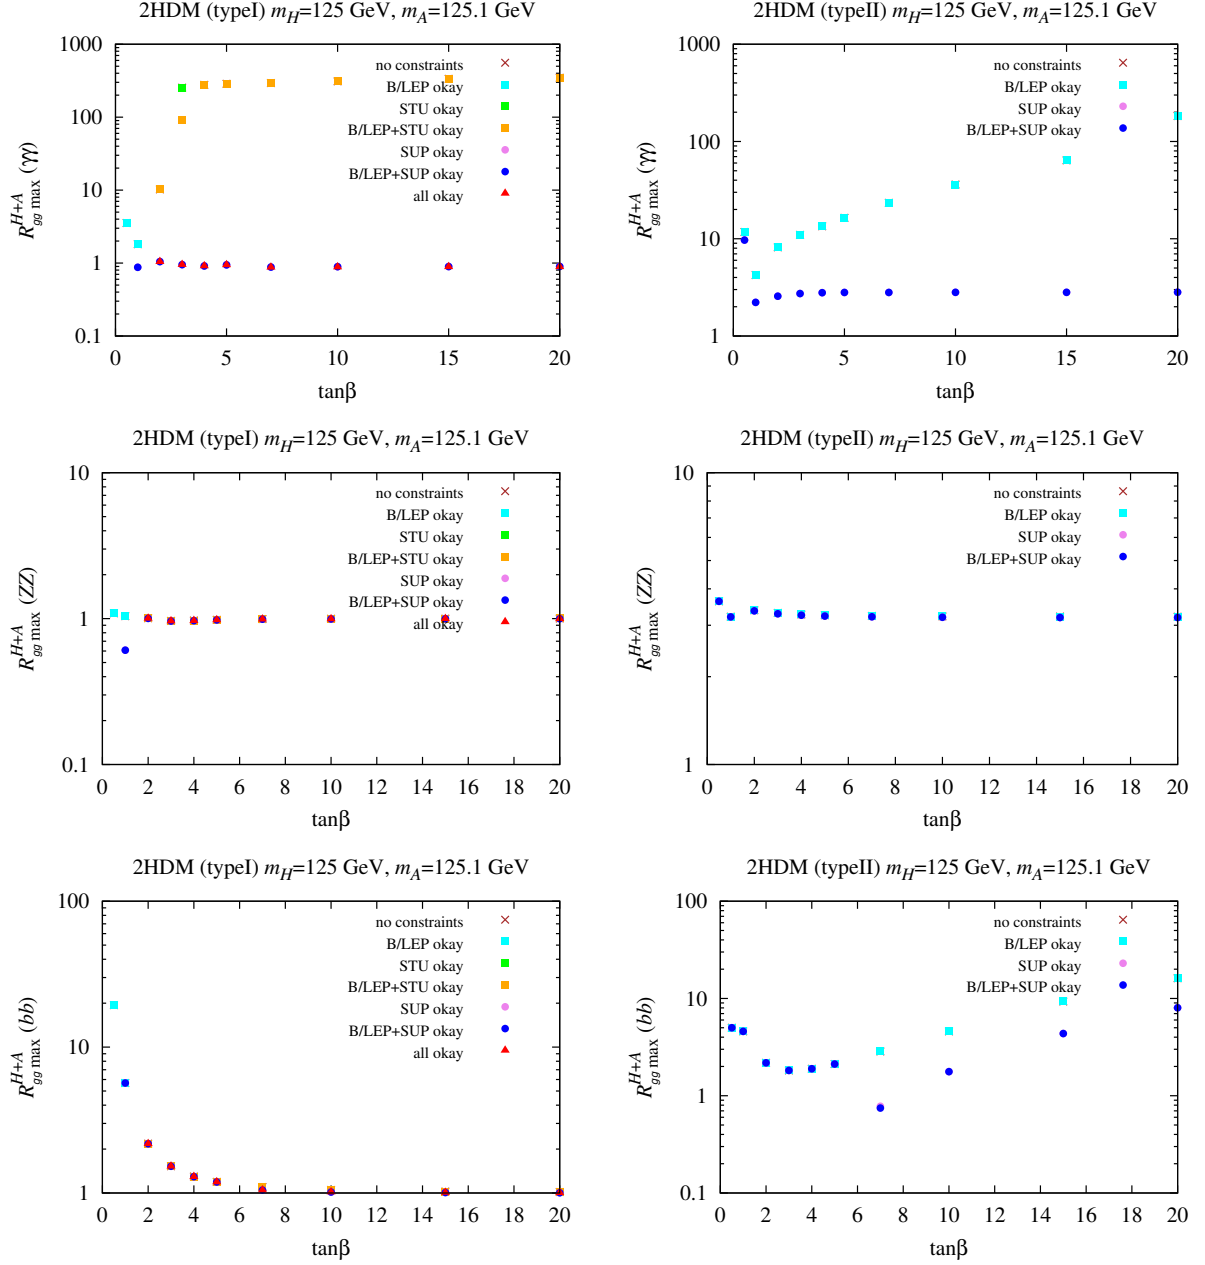 2HDM (typeI) m_H=125 GeV, m_A=125.1 GeV
1000
100
10
1
0.1
R^{H+A}_{gg max} (γγ)
no constraints
B/LEP okay
STU okay
B/LEP+STU okay
SUP okay
B/LEP+SUP okay
all okay
0 5 10 15 20
tanβ
2HDM (typeII) m_H=125 GeV, m_A=125.1 GeV
1000
100
10
1
R^{H+A}_{gg max} (γγ)
no constraints
B/LEP okay
SUP okay
B/LEP+SUP okay
0 5 10 15 20
tanβ
2HDM (typeI) m_H=125 GeV, m_A=125.1 GeV
10
1
0.1
R^{H+A}_{gg max} (ZZ)
no constraints
B/LEP okay
STU okay
B/LEP+STU okay
SUP okay
B/LEP+SUP okay
all okay
0 2 4 6 8 10 12 14 16 18 20
tanβ
2HDM (typeII) m_H=125 GeV, m_A=125.1 GeV
10
1
R^{H+A}_{gg max} (ZZ)
no constraints
B/LEP okay
SUP okay
B/LEP+SUP okay
0 2 4 6 8 10 12 14 16 18 20
tanβ
2HDM (typeI) m_H=125 GeV, m_A=125.1 GeV
100
10
1
R^{H+A}_{gg max} (bb)
no constraints
B/LEP okay
STU okay
B/LEP+STU okay
SUP okay
B/LEP+SUP okay
all okay
0 2 4 6 8 10 12 14 16 18 20
tanβ
2HDM (typeII) m_H=125 GeV, m_A=125.1 GeV
100
10
1
0.1
R^{H+A}_{gg max} (bb)
no constraints
B/LEP okay
SUP okay
B/LEP+SUP okay
0 2 4 6 8 10 12 14 16 18 20
tanβ